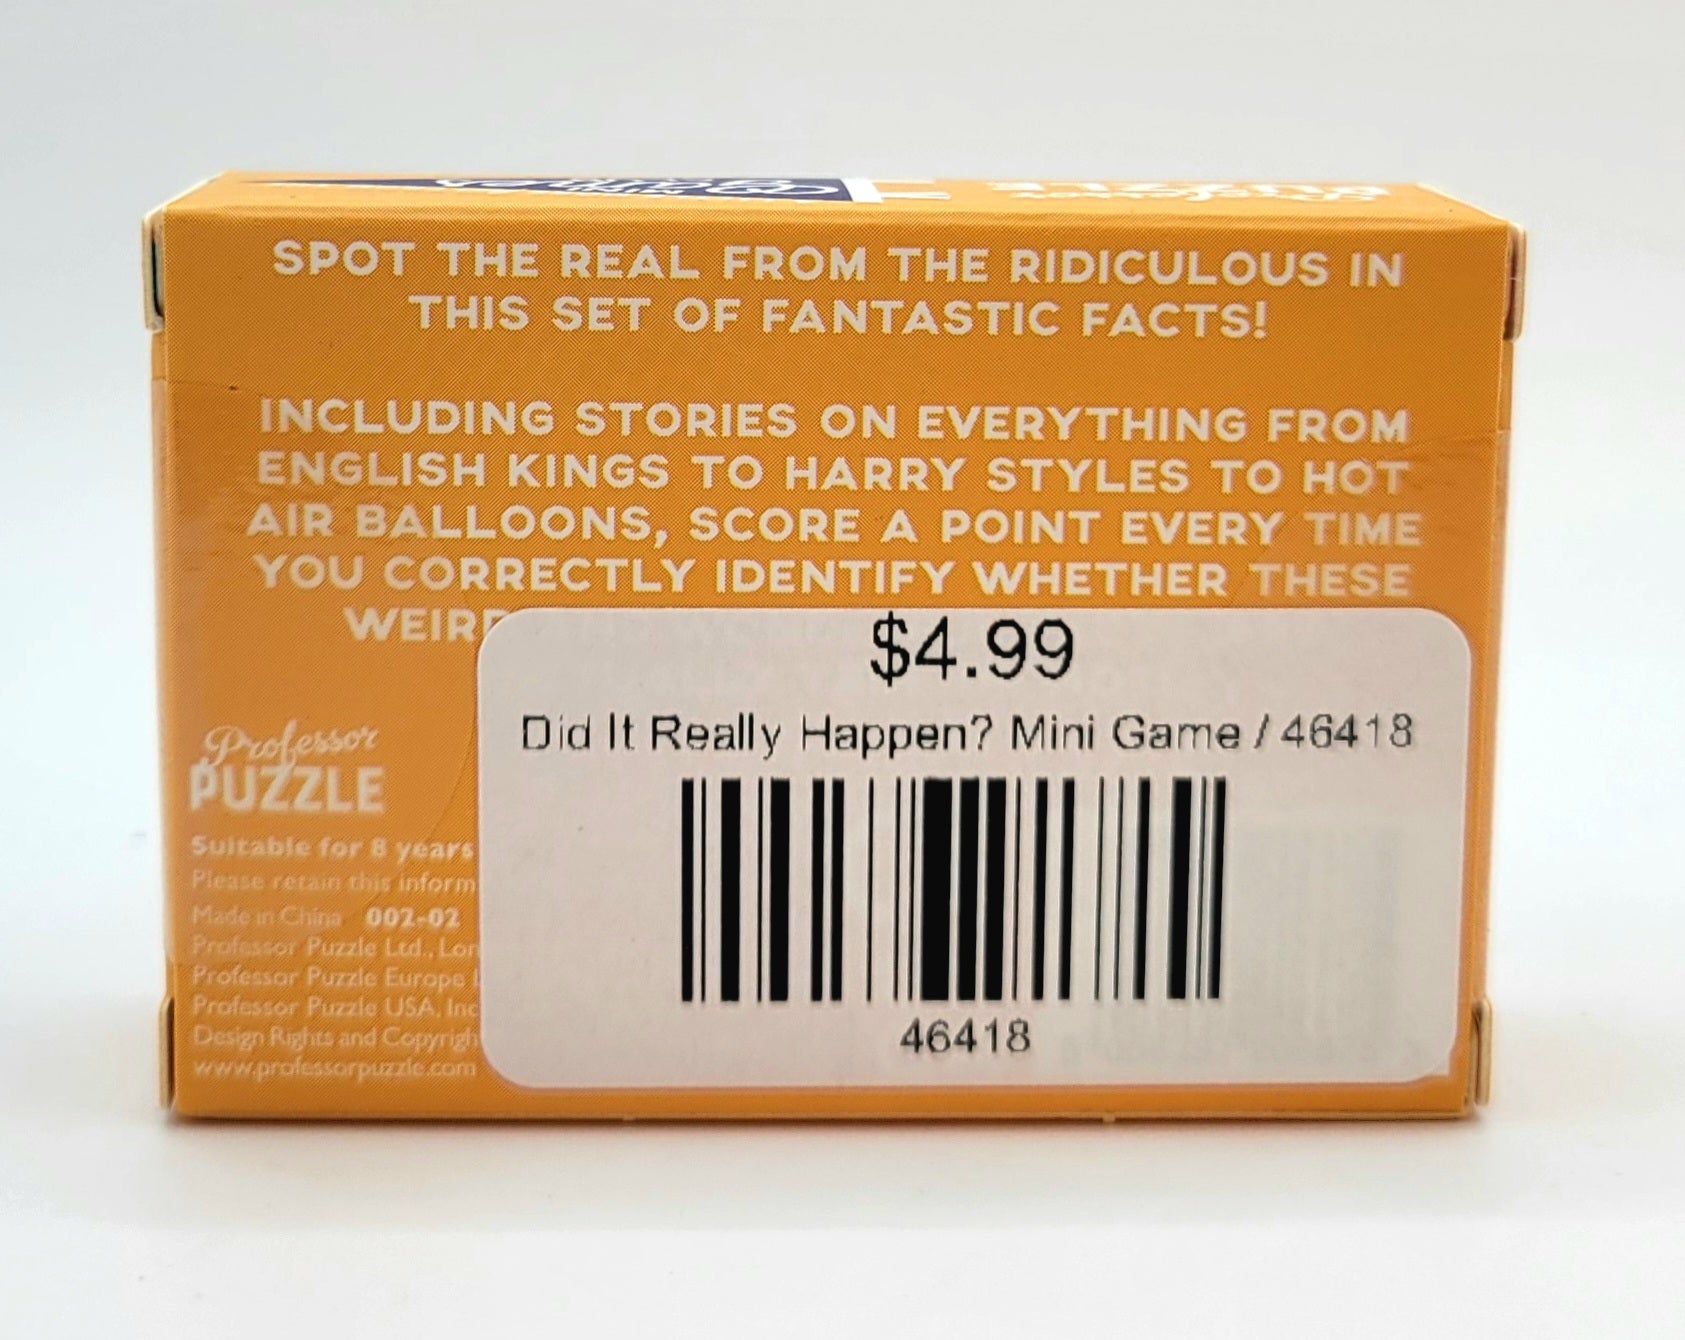 SPOT THE REAL FROM THE RIDICULOUS IN
THIS SET OF FANTASTIC FACTS!
INCLUDING STORIES ON EVERYTHING FROM
ENGLISH KINGS TO HARRY STYLES TO HOT
AIR BALLOONS, SCORE A POINT EVERY TIME
YOU CORRECTLY IDENTIFY WHETHER THESE
WEIR
$4.99
Did It Really Happen? Mini Game / 46418
46418
Professor
PUZZLE
Suitable for 8 years
Please retain this inform
Made in China 002-02
Professor Puzzle Ltd., Lon
Professor Puzzle Europe
Professor Puzzle USA, Inc
Design Rights and Copyrigh
www.professorpuzzle.com